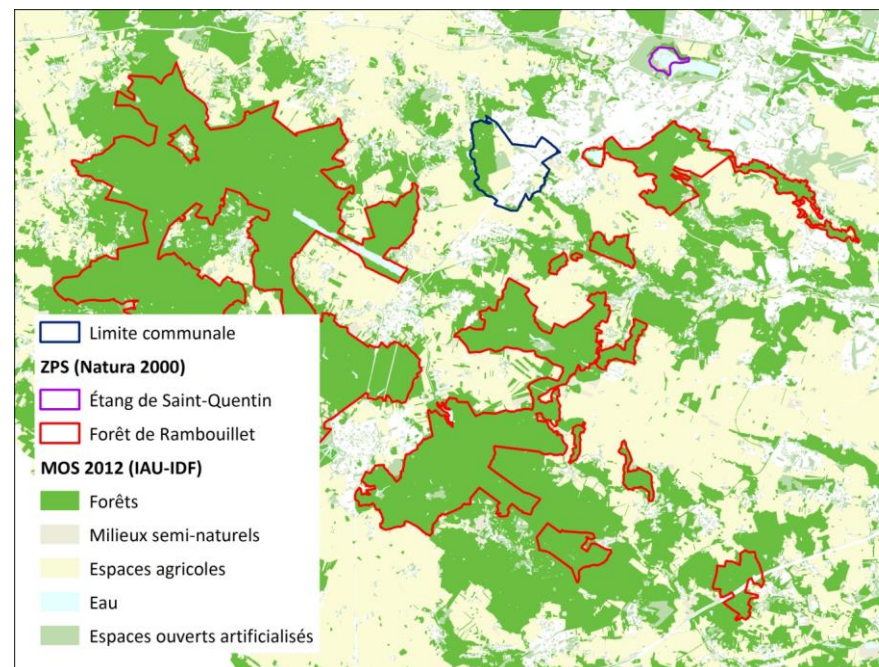 Limite communale
ZPS (Natura 2000)
Étang de Saint-Quentin
Forêt de Rambouillet
MOS 2012 (IAU-IDF)
Forêts
Milieux semi-naturels
Espaces agricoles
Eau
Espaces ouverts artificialisés